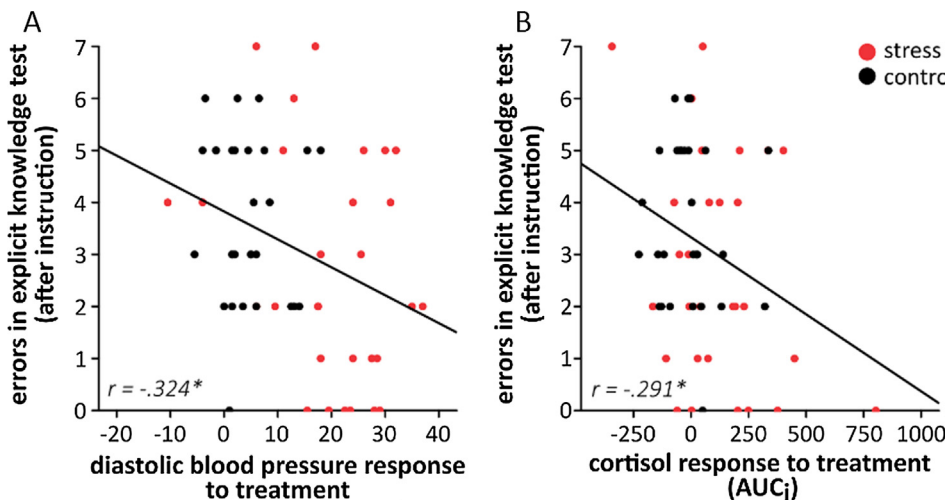 A
errors in explicit knowledge test
(after instruction)
7
6
5
4
3
2
1
0
r = -.324*
-20
-10
0
10
20
30
40
diastolic blood pressure response
to treatment
B
stress
contro
errors in explicit knowledge test
(after instruction)
7
6
5
4
3
2
1
0
r = -.291*
-250
0
250
500
750
1000
cortisol response to treatment
(AUCi)